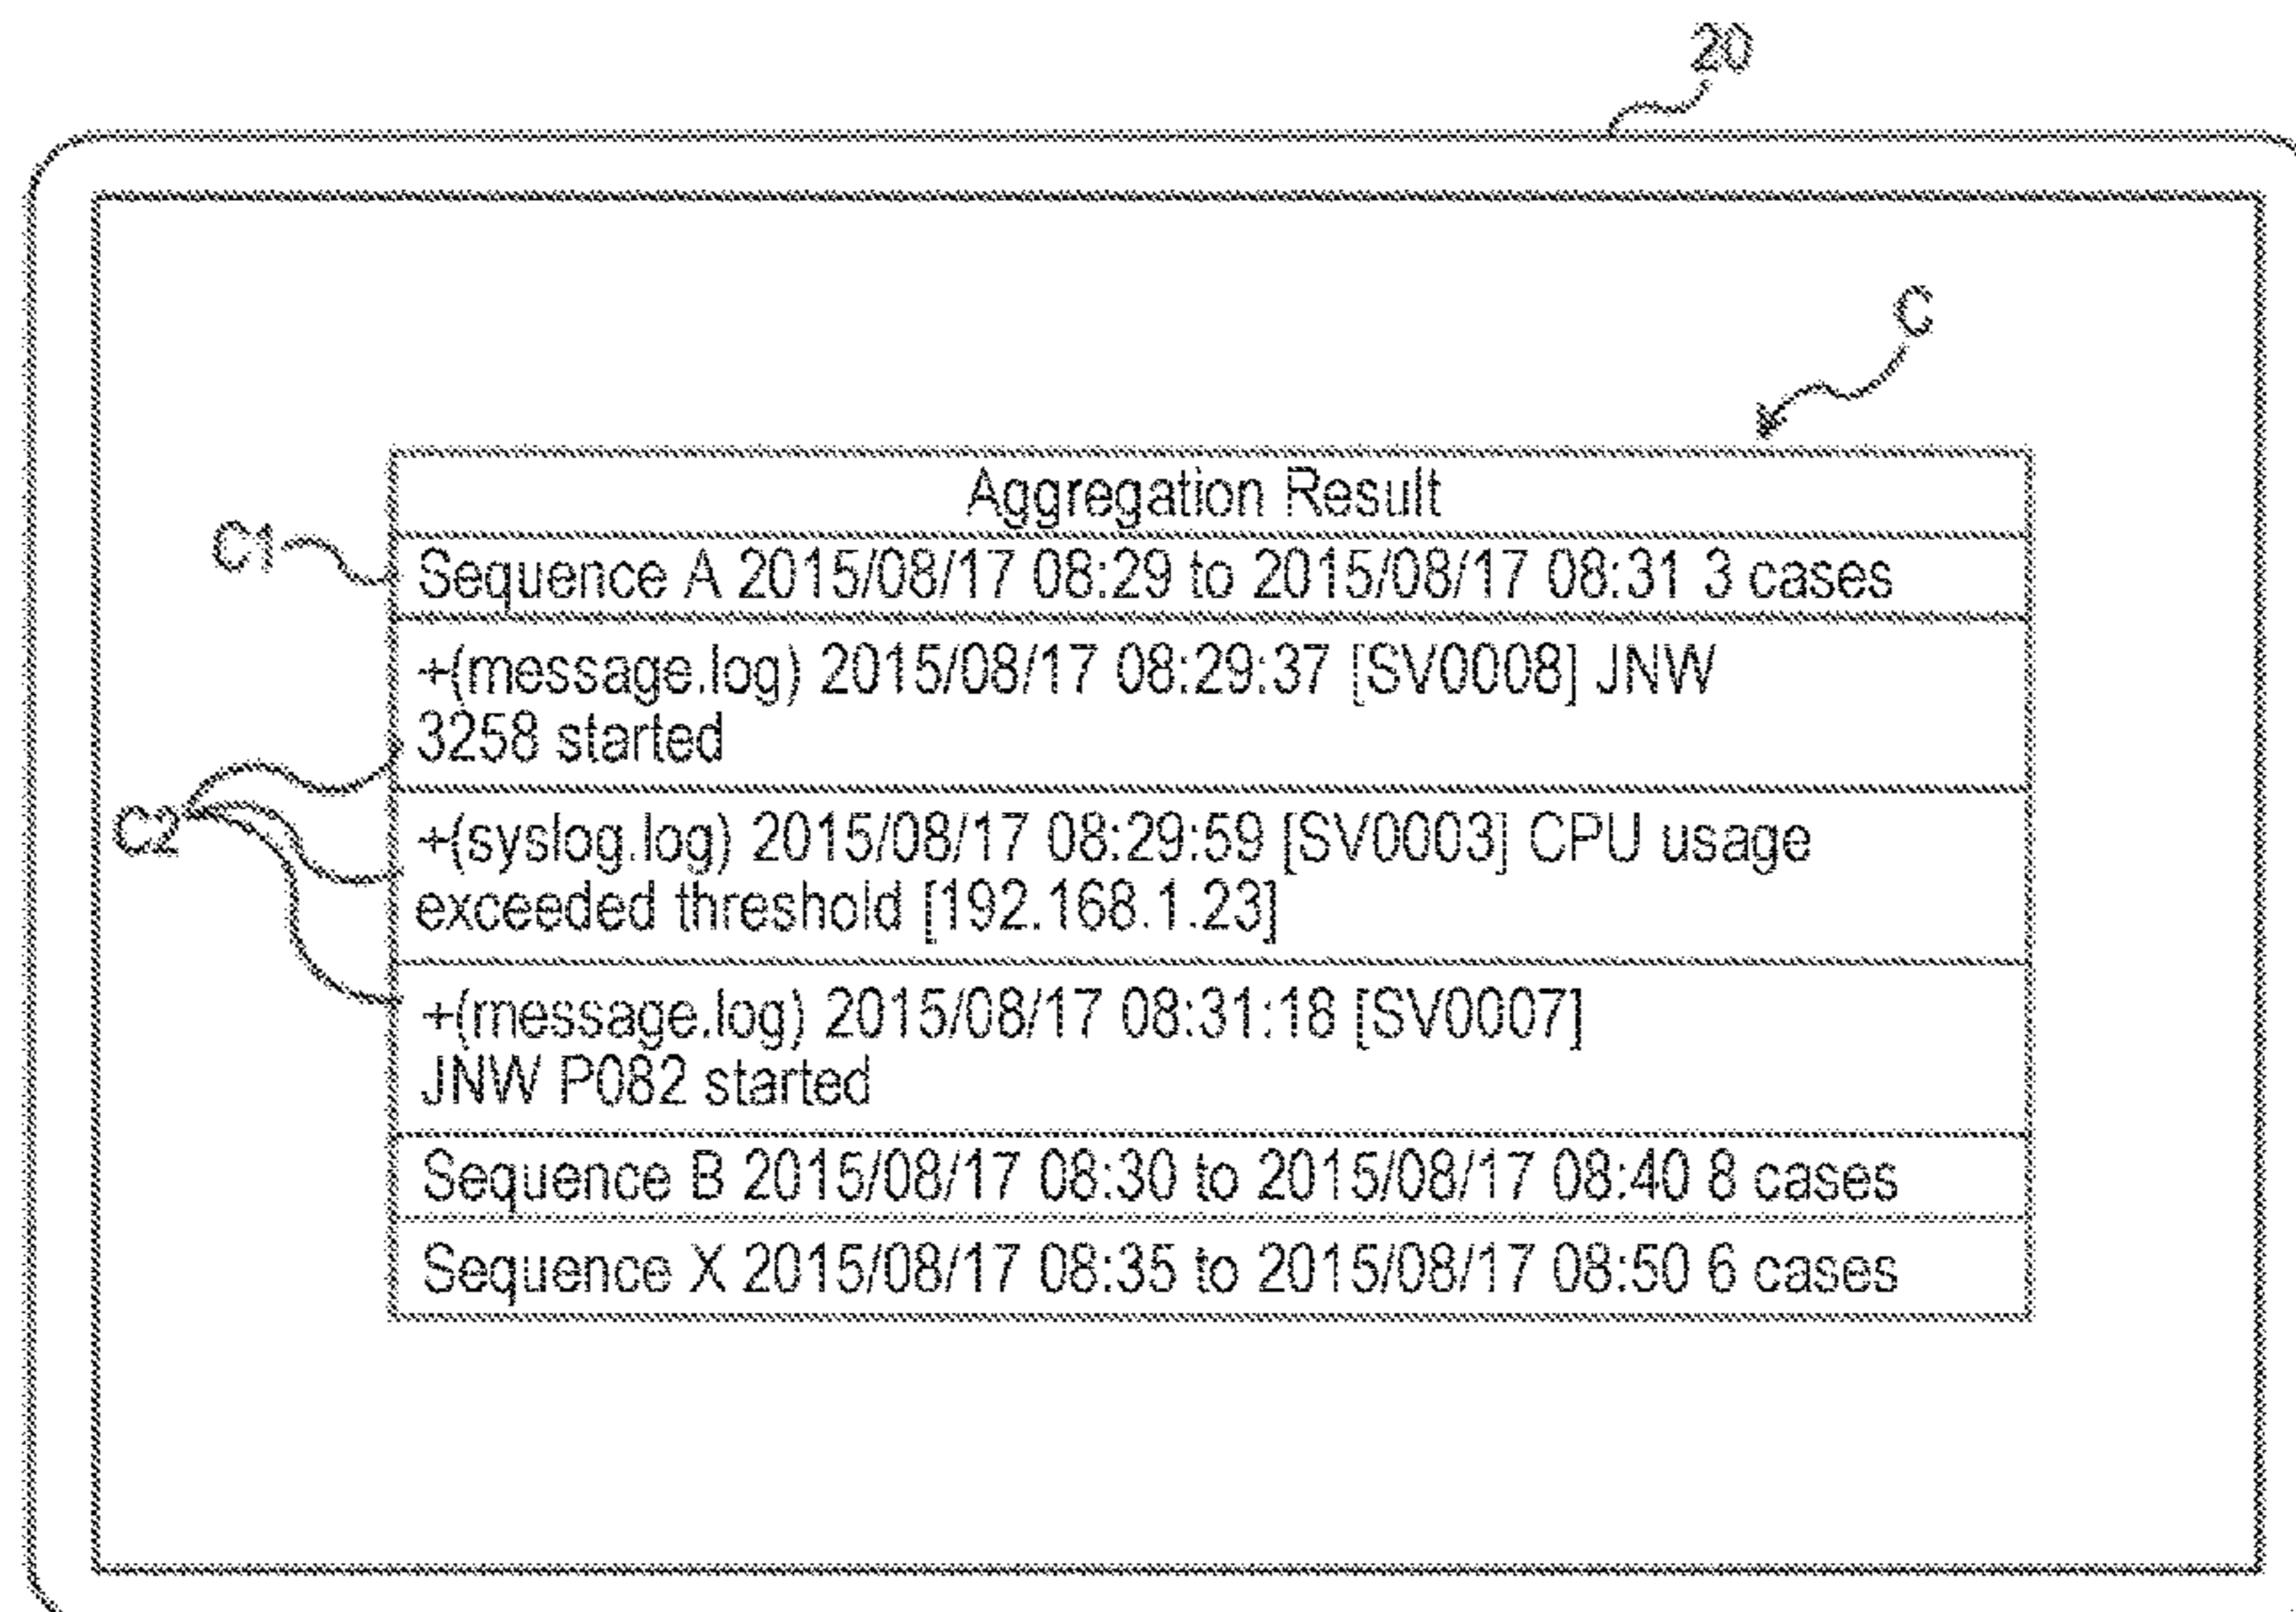 20
C
Aggregation Result
C1
Sequence A 2015/08/17 08:29 to 2015/08/17 08:31 3 cases
+(message.log) 2015/08/17 08:29:37 [SV0008] JNW
3258 started
C2
+(syslog.log) 2015/08/17 08:29:59 [SV0003] CPU usage
exceeded threshold [192.168.1.23]
+(message.log) 2015/08/17 08:31:18 [SV0007]
JNW P082 started
Sequence B 2015/08/17 08:30 to 2015/08/17 08:40 8 cases
Sequence X 2015/08/17 08:35 to 2015/08/17 08:50 6 cases